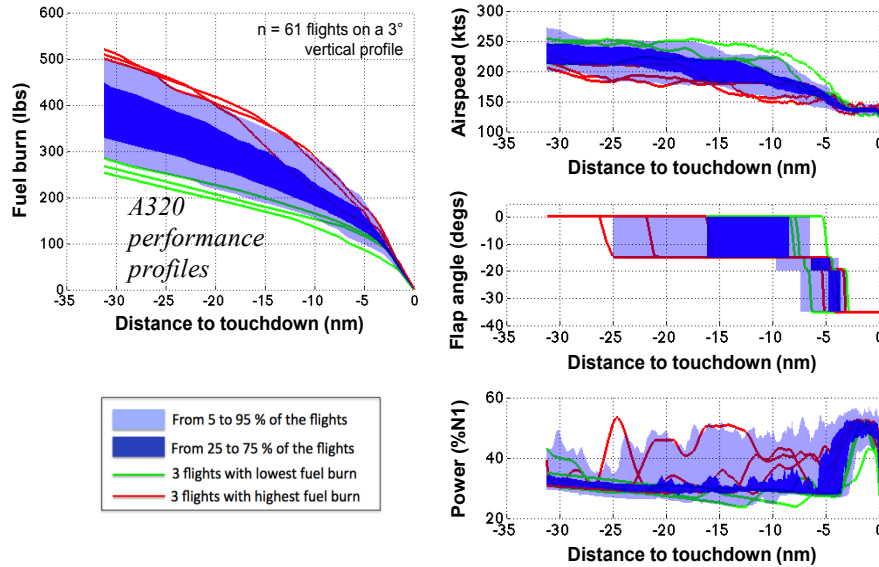 n = 61 flights on a 3°
vertical profile
600
500
400
300
200
100
0
Fuel burn (lbs)
A320
performance
profiles
-35 -30 -25 -20 -15 -10 -5 0
Distance to touchdown (nm)
From 5 to 95 % of the flights
From 25 to 75 % of the flights
3 flights with lowest fuel burn
3 flights with highest fuel burn
300
250
200
150
100
Airspeed (kts)
-35 -30 -25 -20 -15 -10 -5 0
Distance to touchdown (nm)
0
-10
-20
-30
-40
Flap angle (degs)
-35 -30 -25 -20 -15 -10 -5 0
Distance to touchdown (nm)
60
40
20
Power (%N1)
-35 -30 -25 -20 -15 -10 -5 0
Distance to touchdown (nm)